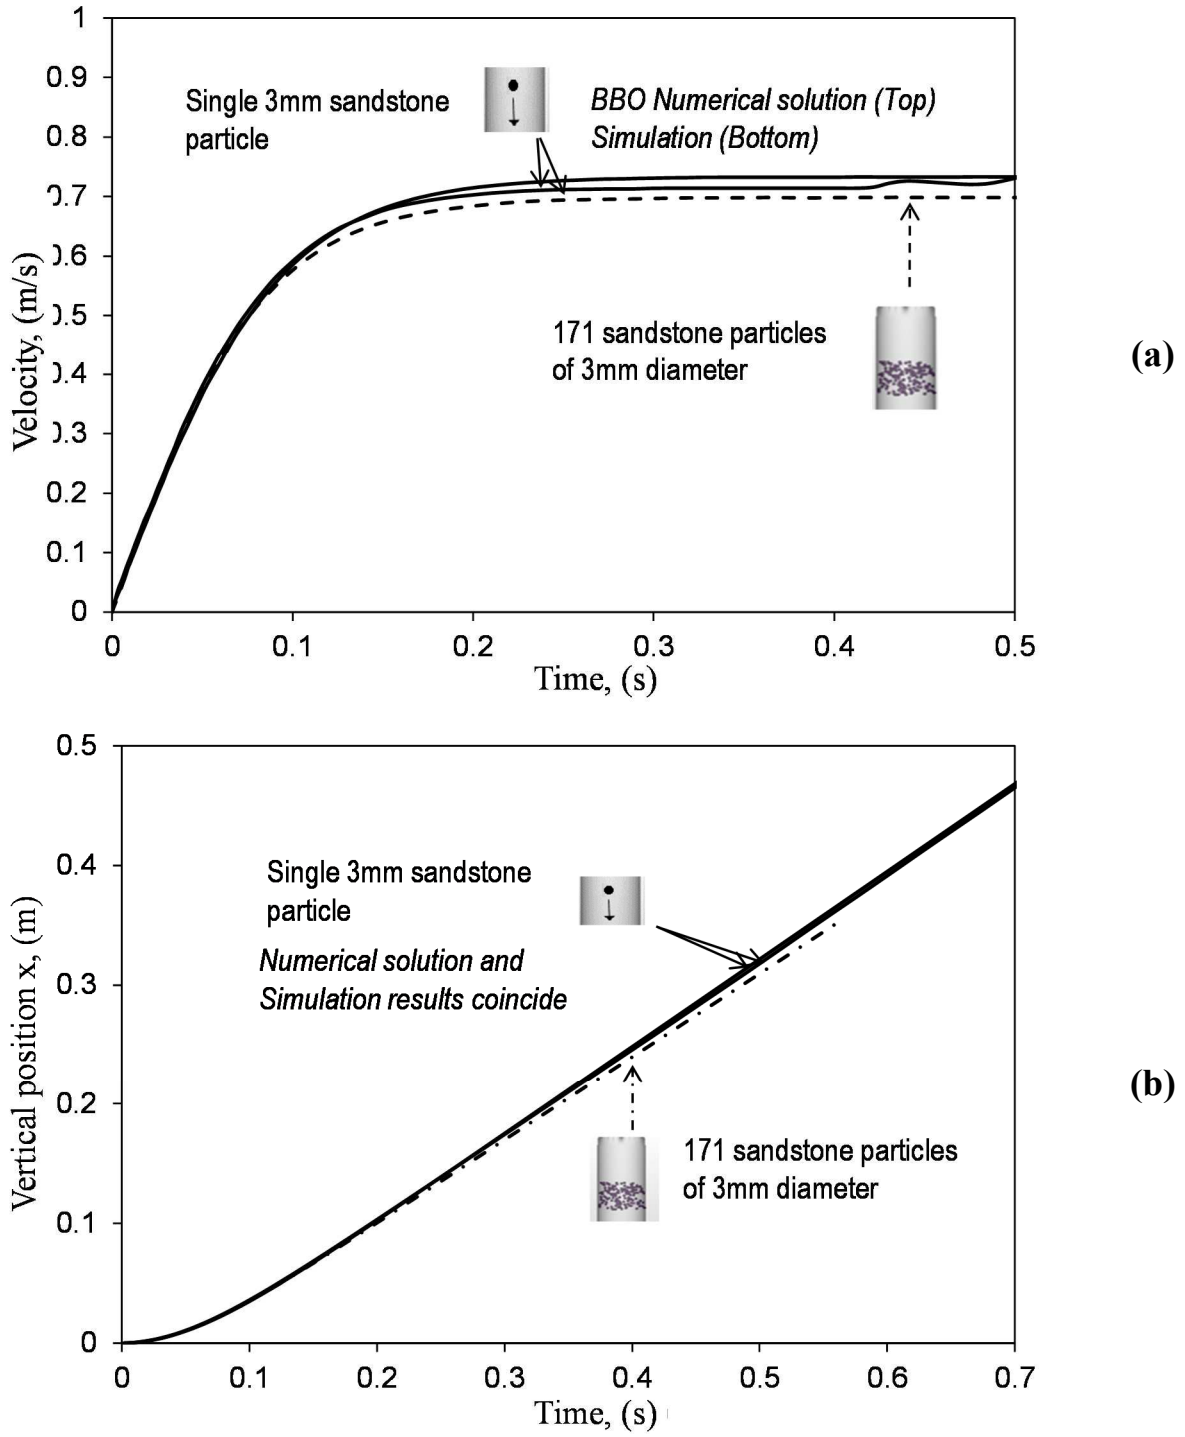 1
0.9
Single 3mm sandstone
particle
BBO Numerical solution (Top)
Simulation (Bottom)
0.8
0.7
0.6
0.5
171 sandstone particles
of 3mm diameter
0.4
0.3
0.2
0.1
0
Velocity, (m/s)
(a)
0 0.1 0.2 0.3 0.4 0.5
Time, (s)
0.5
0.4
Single 3mm sandstone
particle
Numerical solution and
Simulation results coincide
0.3
0.2
171 sandstone particles
of 3mm diameter
0.1
0
Vertical position x, (m)
(b)
0 0.1 0.2 0.3 0.4 0.5 0.6 0.7
Time, (s)